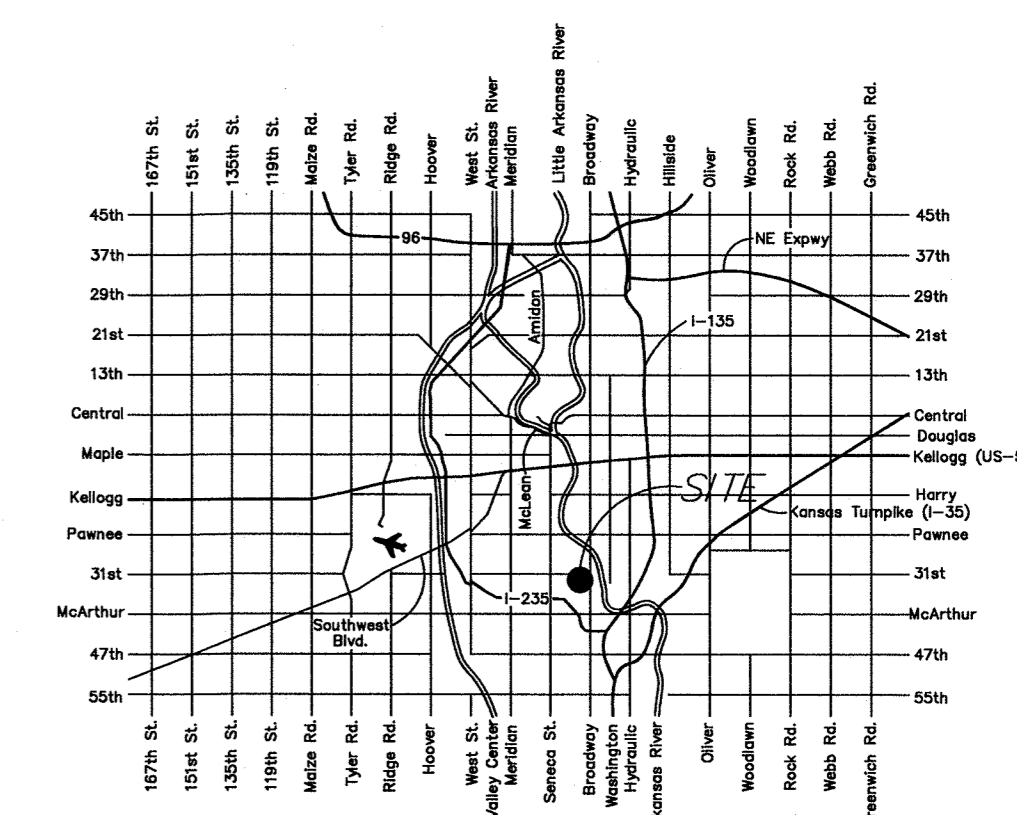 167th St.
151st St.
135th St.
119th St.
Maize Rd.
Tyler Rd.
Ridge Rd.
Hoover
West St.
Arkansas River
Meridian
Little Arkansas River
Broadway
Hydraulic
Hillside
Oliver
Woodlawn
Rock Rd.
Webb Rd.
Greenwich Rd.
45th
45th
96
NE Expwy
37th
37th
29th
29th
Amidon
I-135
21st
21st
13th
13th
Central
Central
Douglas
Maple
Kellogg (US-5
McLean
SITE
Kellogg
Harry
Kansas Turnpike (I-35)
Pawnee
Pawnee
31st
31st
I-235
McArthur
McArthur
Southwest
Blvd.
47th
47th
55th
55th
167th St.
151st St.
135th St.
119th St.
Maize Rd.
Tyler Rd.
Ridge Rd.
Hoover
West St.
Valley Center
Meridian
Seneca St.
Broadway
Washington
Hydraulic
kansas River
Oliver
Woodlawn
Rock Rd.
Webb Rd.
reenwich Rd.